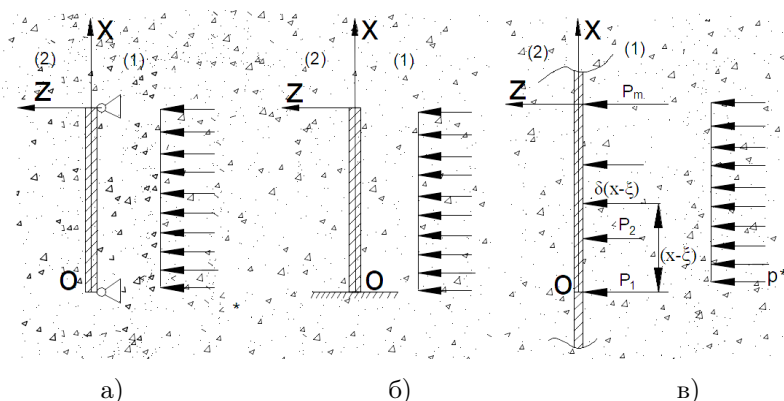 X
(2)
(1)
Z
O
*
а)
X
(2)
(1)
Z
O
б)
X
(2)
(1)
Z
Pm
δ(x-ξ)
P2
(x-ξ)
O
P1
p*
в)